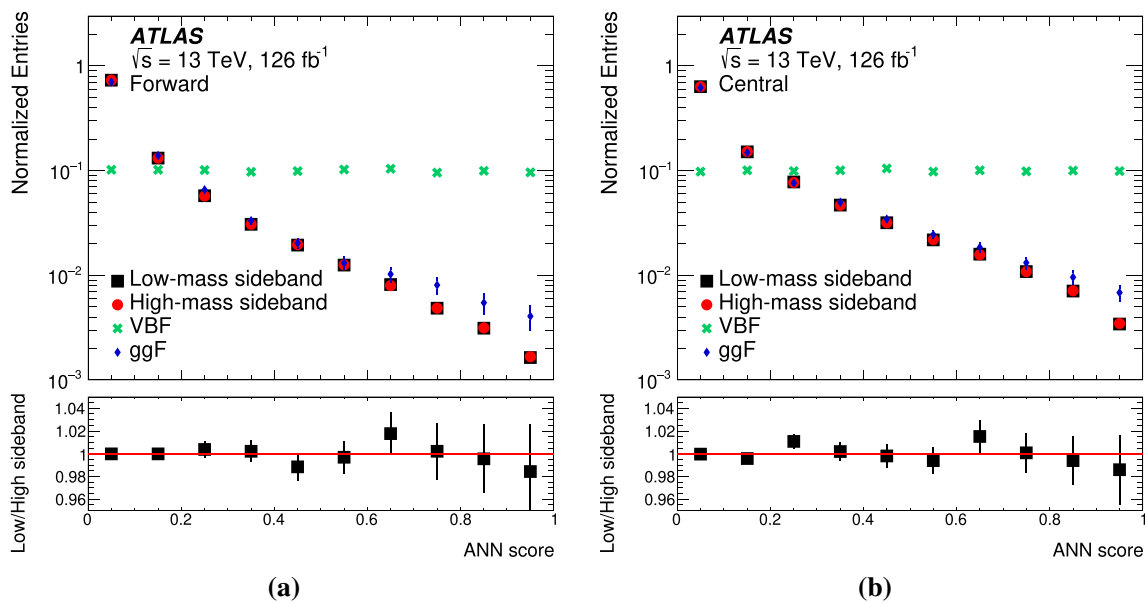 Normalized Entries
ATLAS
√s = 13 TeV, 126 fb⁻¹
Forward
1
10⁻¹
10⁻²
10⁻³
Low-mass sideband
High-mass sideband
VBF
ggF
Low/High sideband
1.04
1.02
1
0.98
0.96
0 0.2 0.4 0.6 0.8 1
ANN score
(a)
Normalized Entries
ATLAS
√s = 13 TeV, 126 fb⁻¹
Central
1
10⁻¹
10⁻²
10⁻³
Low-mass sideband
High-mass sideband
VBF
ggF
Low/High sideband
1.04
1.02
1
0.98
0.96
0 0.2 0.4 0.6 0.8 1
ANN score
(b)